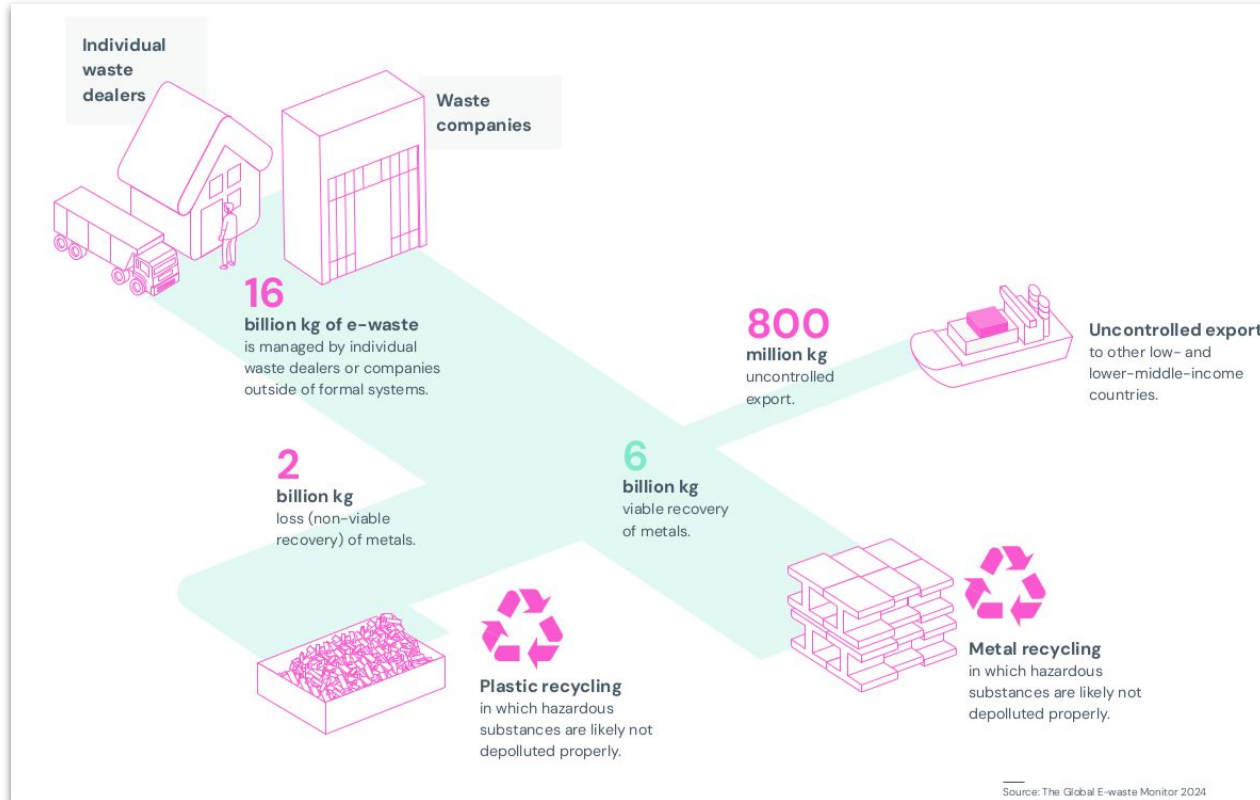 Individual
waste
dealers
Waste
companies
16
billion kg of e-waste
is managed by individual
waste dealers or companies
outside of formal systems.
800
million kg
uncontrolled
export.
Uncontrolled export
to other low- and
lower-middle-income
countries.
2
billion kg
loss (non-viable
recovery) of metals.
6
billion kg
viable recovery
of metals.
Plastic recycling
in which hazardous
substances are likely not
depolluted properly.
Metal recycling
in which hazardous
substances are likely not
depolluted properly.
Source: The Global E-waste Monitor 2024